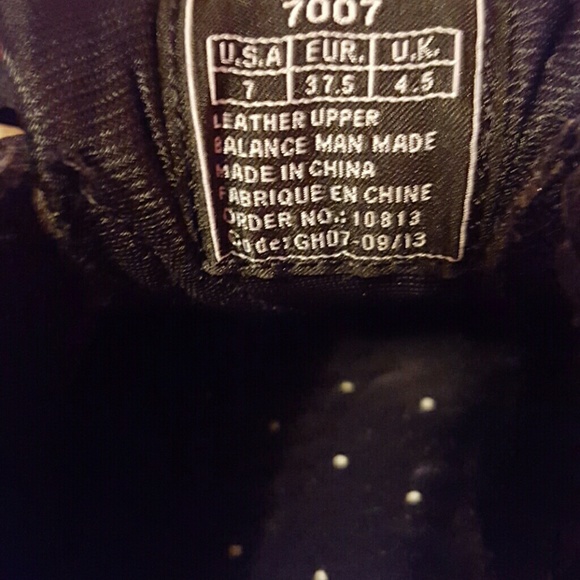 7007
U.S.A EUR. U.K.
7 37.5 4.5
LEATHER UPPER
BALANCE MAN MADE
MADE IN CHINA
FABRIQUE EN CHINE
ORDER NO.: 10813
Code: GH07-09/13